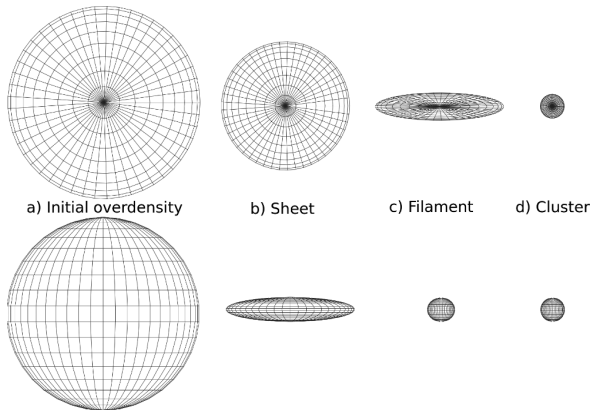 a) Initial overdensity
b) Sheet
c) Filament
d) Cluster